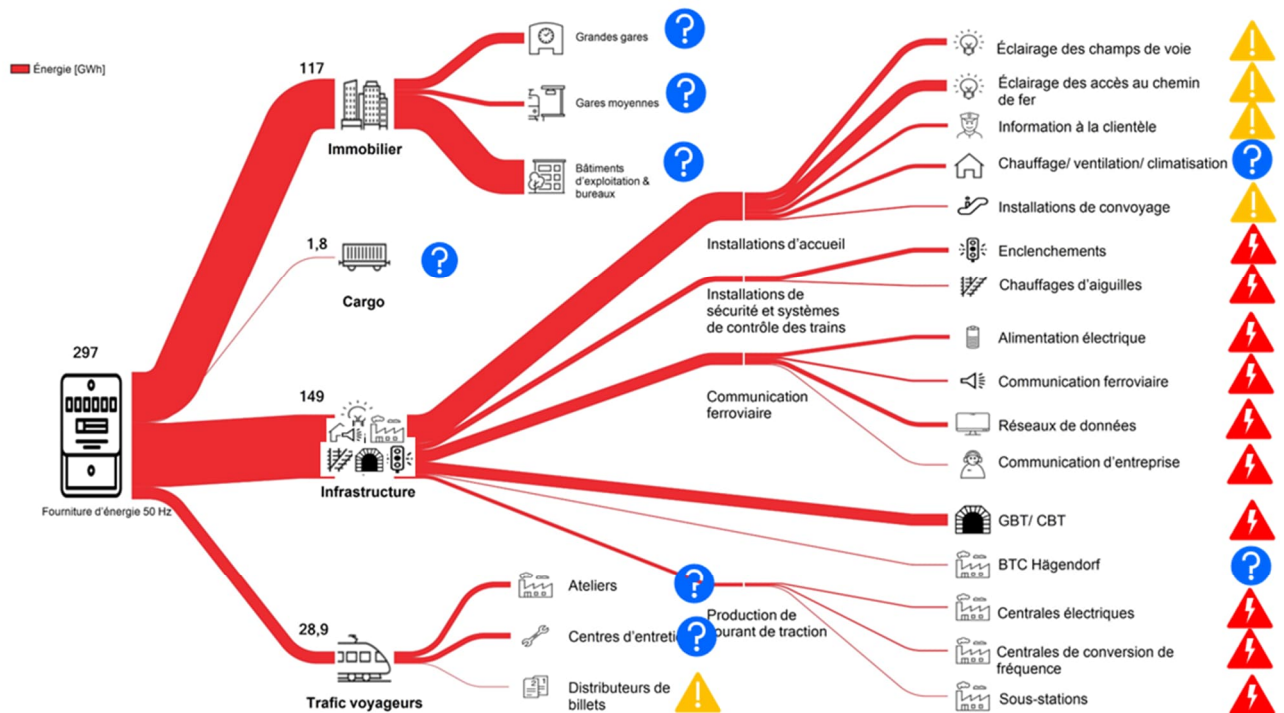 Énergie [GWh]
297
Fourniture d'énergie 50 Hz
117
Immobilier
1,8
Cargo
149
Infrastructure
28,9
Trafic voyageurs
Grandes gares
Gares moyennes
Bâtiments
d'exploitation &
bureaux
Ateliers
Centres d'entreti
Distributeurs de
billets
Installations d'accueil
Installations de
sécurité et systèmes
de contrôle des trains
Communication
ferroviaire
Production de
courant de traction
Éclairage des champs de voie
Éclairage des accès au chemin
de fer
Information à la clientèle
Chauffage/ ventilation/ climatisation
Installations de convoyage
Enclenchements
Chauffages d'aiguilles
Alimentation électrique
Communication ferroviaire
Réseaux de données
Communication d'entreprise
GBT/ CBT
BTC Hägendorf
Centrales électriques
Centrales de conversion de
fréquence
Sous-stations